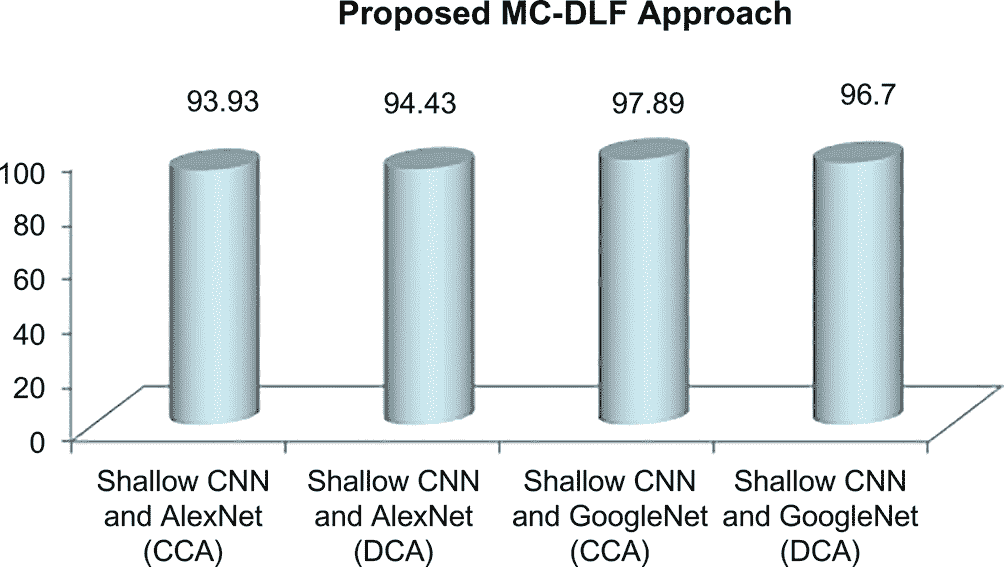 Proposed MC-DLF Approach
93.93
94.43
97.89
96.7
100
80
60
40
20
0
Shallow CNN
and AlexNet
(CCA)
Shallow CNN
and AlexNet
(DCA)
Shallow CNN
and GoogleNet
(CCA)
Shallow CNN
and GoogleNet
(DCA)